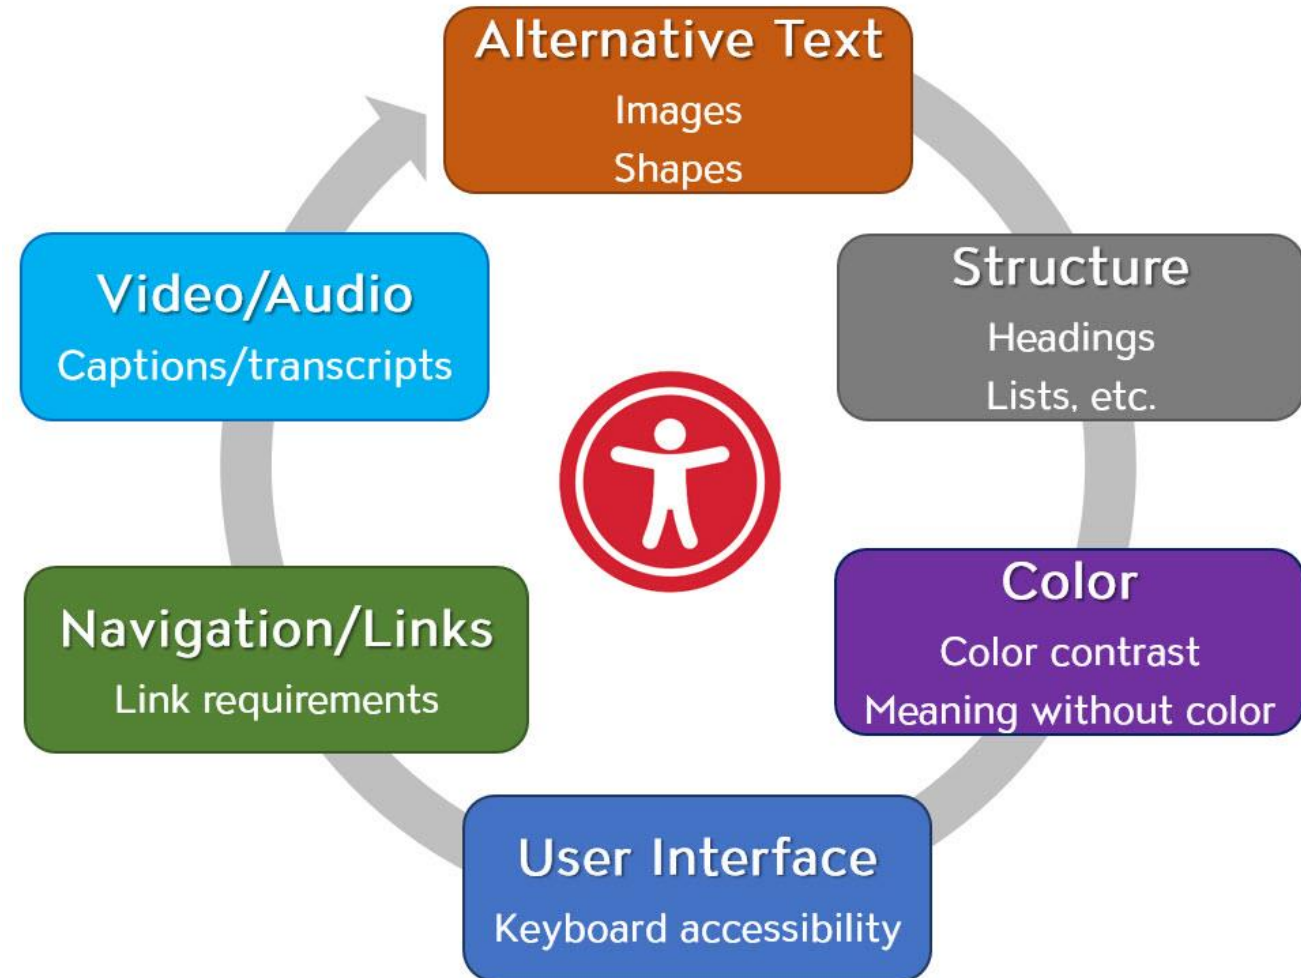 Alternative Text
Images
Shapes
Structure
Headings
Lists, etc.
Color
Color contrast
Meaning without color
User Interface
Keyboard accessibility
Navigation/Links
Link requirements
Video/Audio
Captions/transcripts